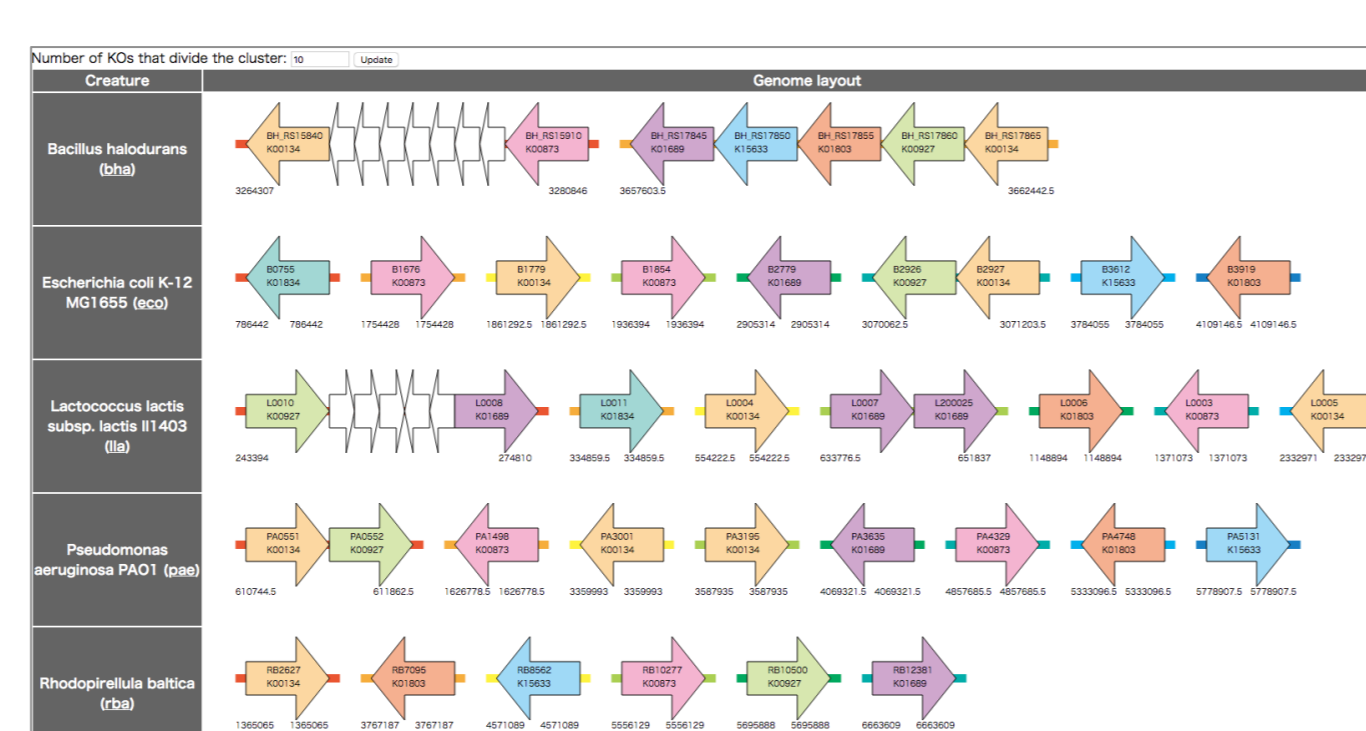 Number of KOs that divide the cluster: 10 Update
Creature Genome layout
Bacillus halodurans
(bha)
BH_RS15840 BH_RS15910 BH_RS17845 BH_RS17850 BH_RS17855 BH_RS17860 BH_RS17865
K00134 K00873 K01689 K15633 K01803 K00927 K00134
3264307 3280846 3657603.5 3662442.5
Escherichia coli K-12
MG1655 (eco)
B0755 B1676 B1779 B1854 B2779 B2926 B2927 B3612 B3919
K01834 K00873 K00134 K00873 K01689 K00927 K00134 K15633 K01803
786442 786442 1754428 1754428 1861292.5 1861292.5 1936394 1936394 2905314 2905314 3070062.5 3071203.5 3784055 3784055 4109146.5 4109146.5
Lactococcus lactis
subsp. lactis Il1403
(lla)
L0010 L0008 L0011 L0004 L0007 L200025 L0006 L0003 L0005
K00927 K01689 K01834 K00134 K01689 K01689 K01803 K00873 K00134
243394 274810 334859.5 334859.5 554222.5 554222.5 633776.5 651837 1148894 1148894 1371073 1371073 2332971 233297
Pseudomonas
aeruginosa PAO1 (pae)
PA0551 PA0552 PA1498 PA3001 PA3195 PA3635 PA4329 PA4748 PA5131
K00134 K00927 K00873 K00134 K00134 K01689 K00873 K01803 K15633
610744.5 611862.5 1626778.5 1626778.5 3359993 3359993 3587935 3587935 4069321.5 4069321.5 4857685.5 4857685.5 5333096.5 5333096.5 5778907.5 5778907.5
Rhodopirellula baltica
(rba)
RB2627 RB7095 RB8562 RB10277 RB10500 RB12381
K00134 K01803 K15633 K00873 K00927 K01689
1365065 1365065 3767187 3767187 4571089 4571089 5556129 5556129 5695888 5695888 6663609 6663609